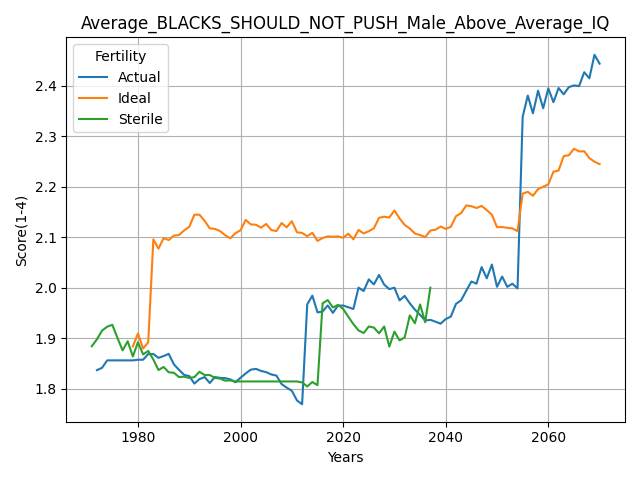 Average_BLACKS_SHOULD_NOT_PUSH_Male_Above_Average_IQ
Fertility
Actual
Ideal
Sterile
Score(1-4)
2.4
2.3
2.2
2.1
2.0
1.9
1.8
1980
2000
2020
2040
2060
Years